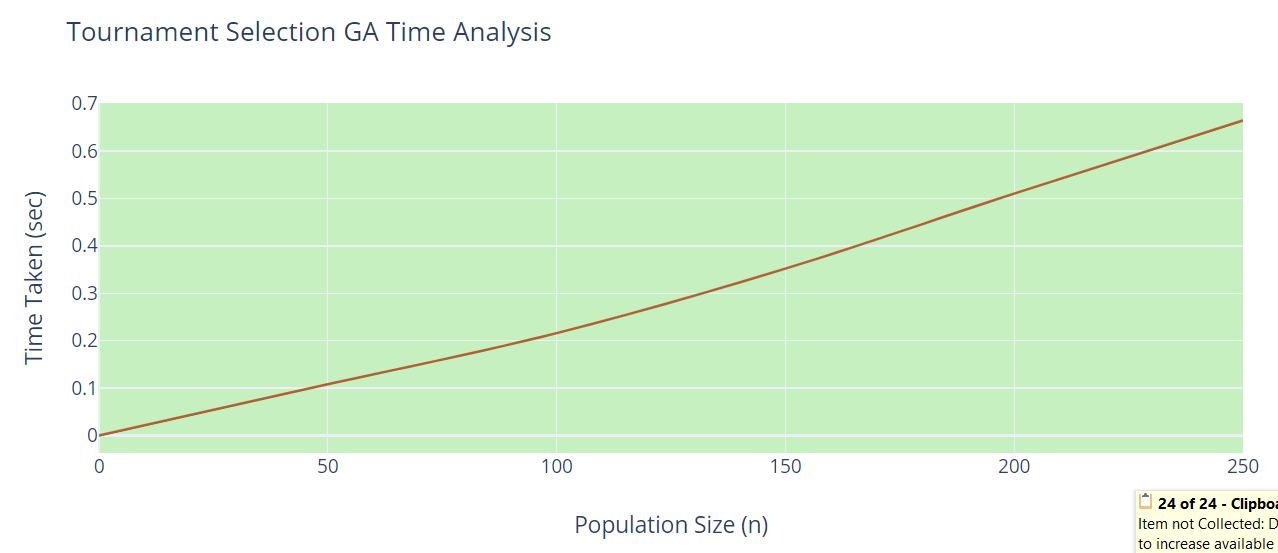 Tournament Selection GA Time Analysis
0.7
0.6
0.5
0.4
0.3
0.2
0.1
0
Time Taken (sec)
0 50 100 150 200 250
Population Size (n)
24 of 24 - Clipboa
Item not Collected: D
to increase available